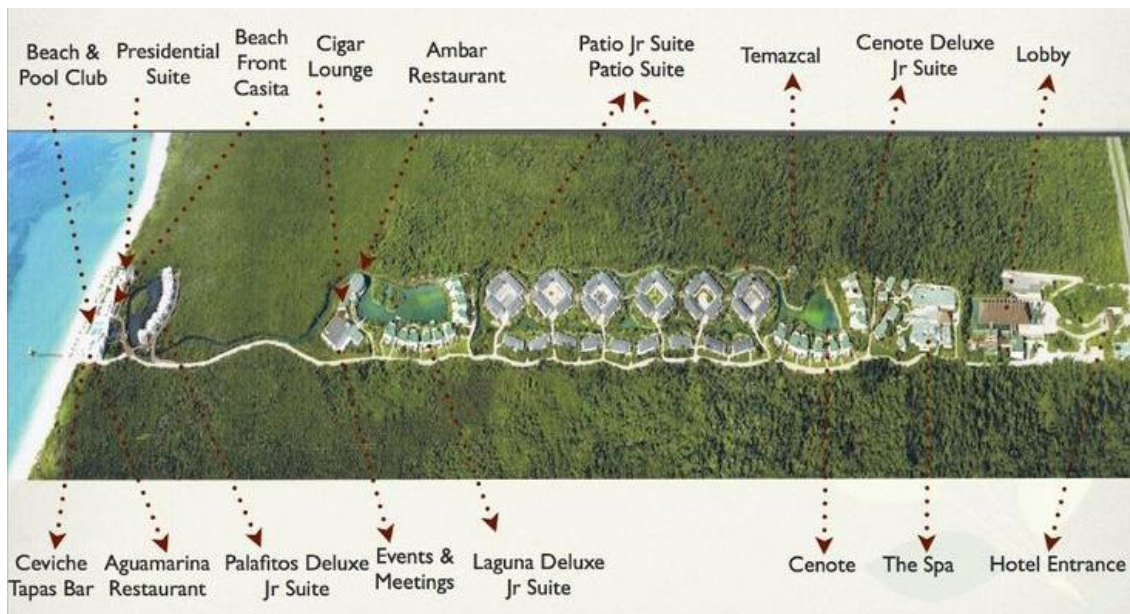 Beach &
Pool Club
Presidential
Suite
Beach
Front
Casita
Cigar
Lounge
Ambar
Restaurant
Patio Jr Suite
Patio Suite
Temazcal
Cenote Deluxe
Jr Suite
Lobby
Ceviche
Tapas Bar
Aguamarina
Restaurant
Palafitos Deluxe
Jr Suite
Events &
Meetings
Laguna Deluxe
Jr Suite
Cenote
The Spa
Hotel Entrance